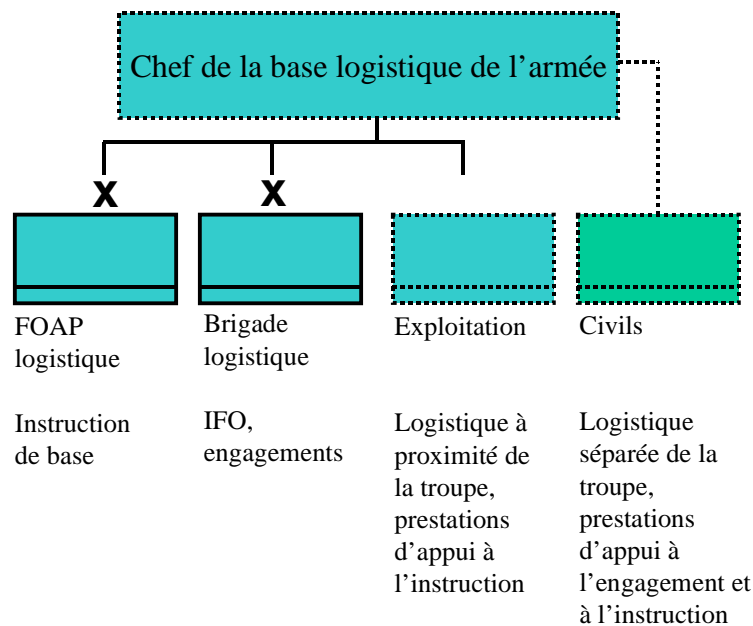 Chef de la base logistique de l’armée
X
X
FOAP
logistique
Instruction
de base
Brigade
logistique
IFO,
engagements
Exploitation
Logistique à
proximité de
la troupe,
prestations
d’appui à
l’instruction
Civils
Logistique
séparée de la
troupe,
prestations
d’appui à
l’engagement et
à l’instruction